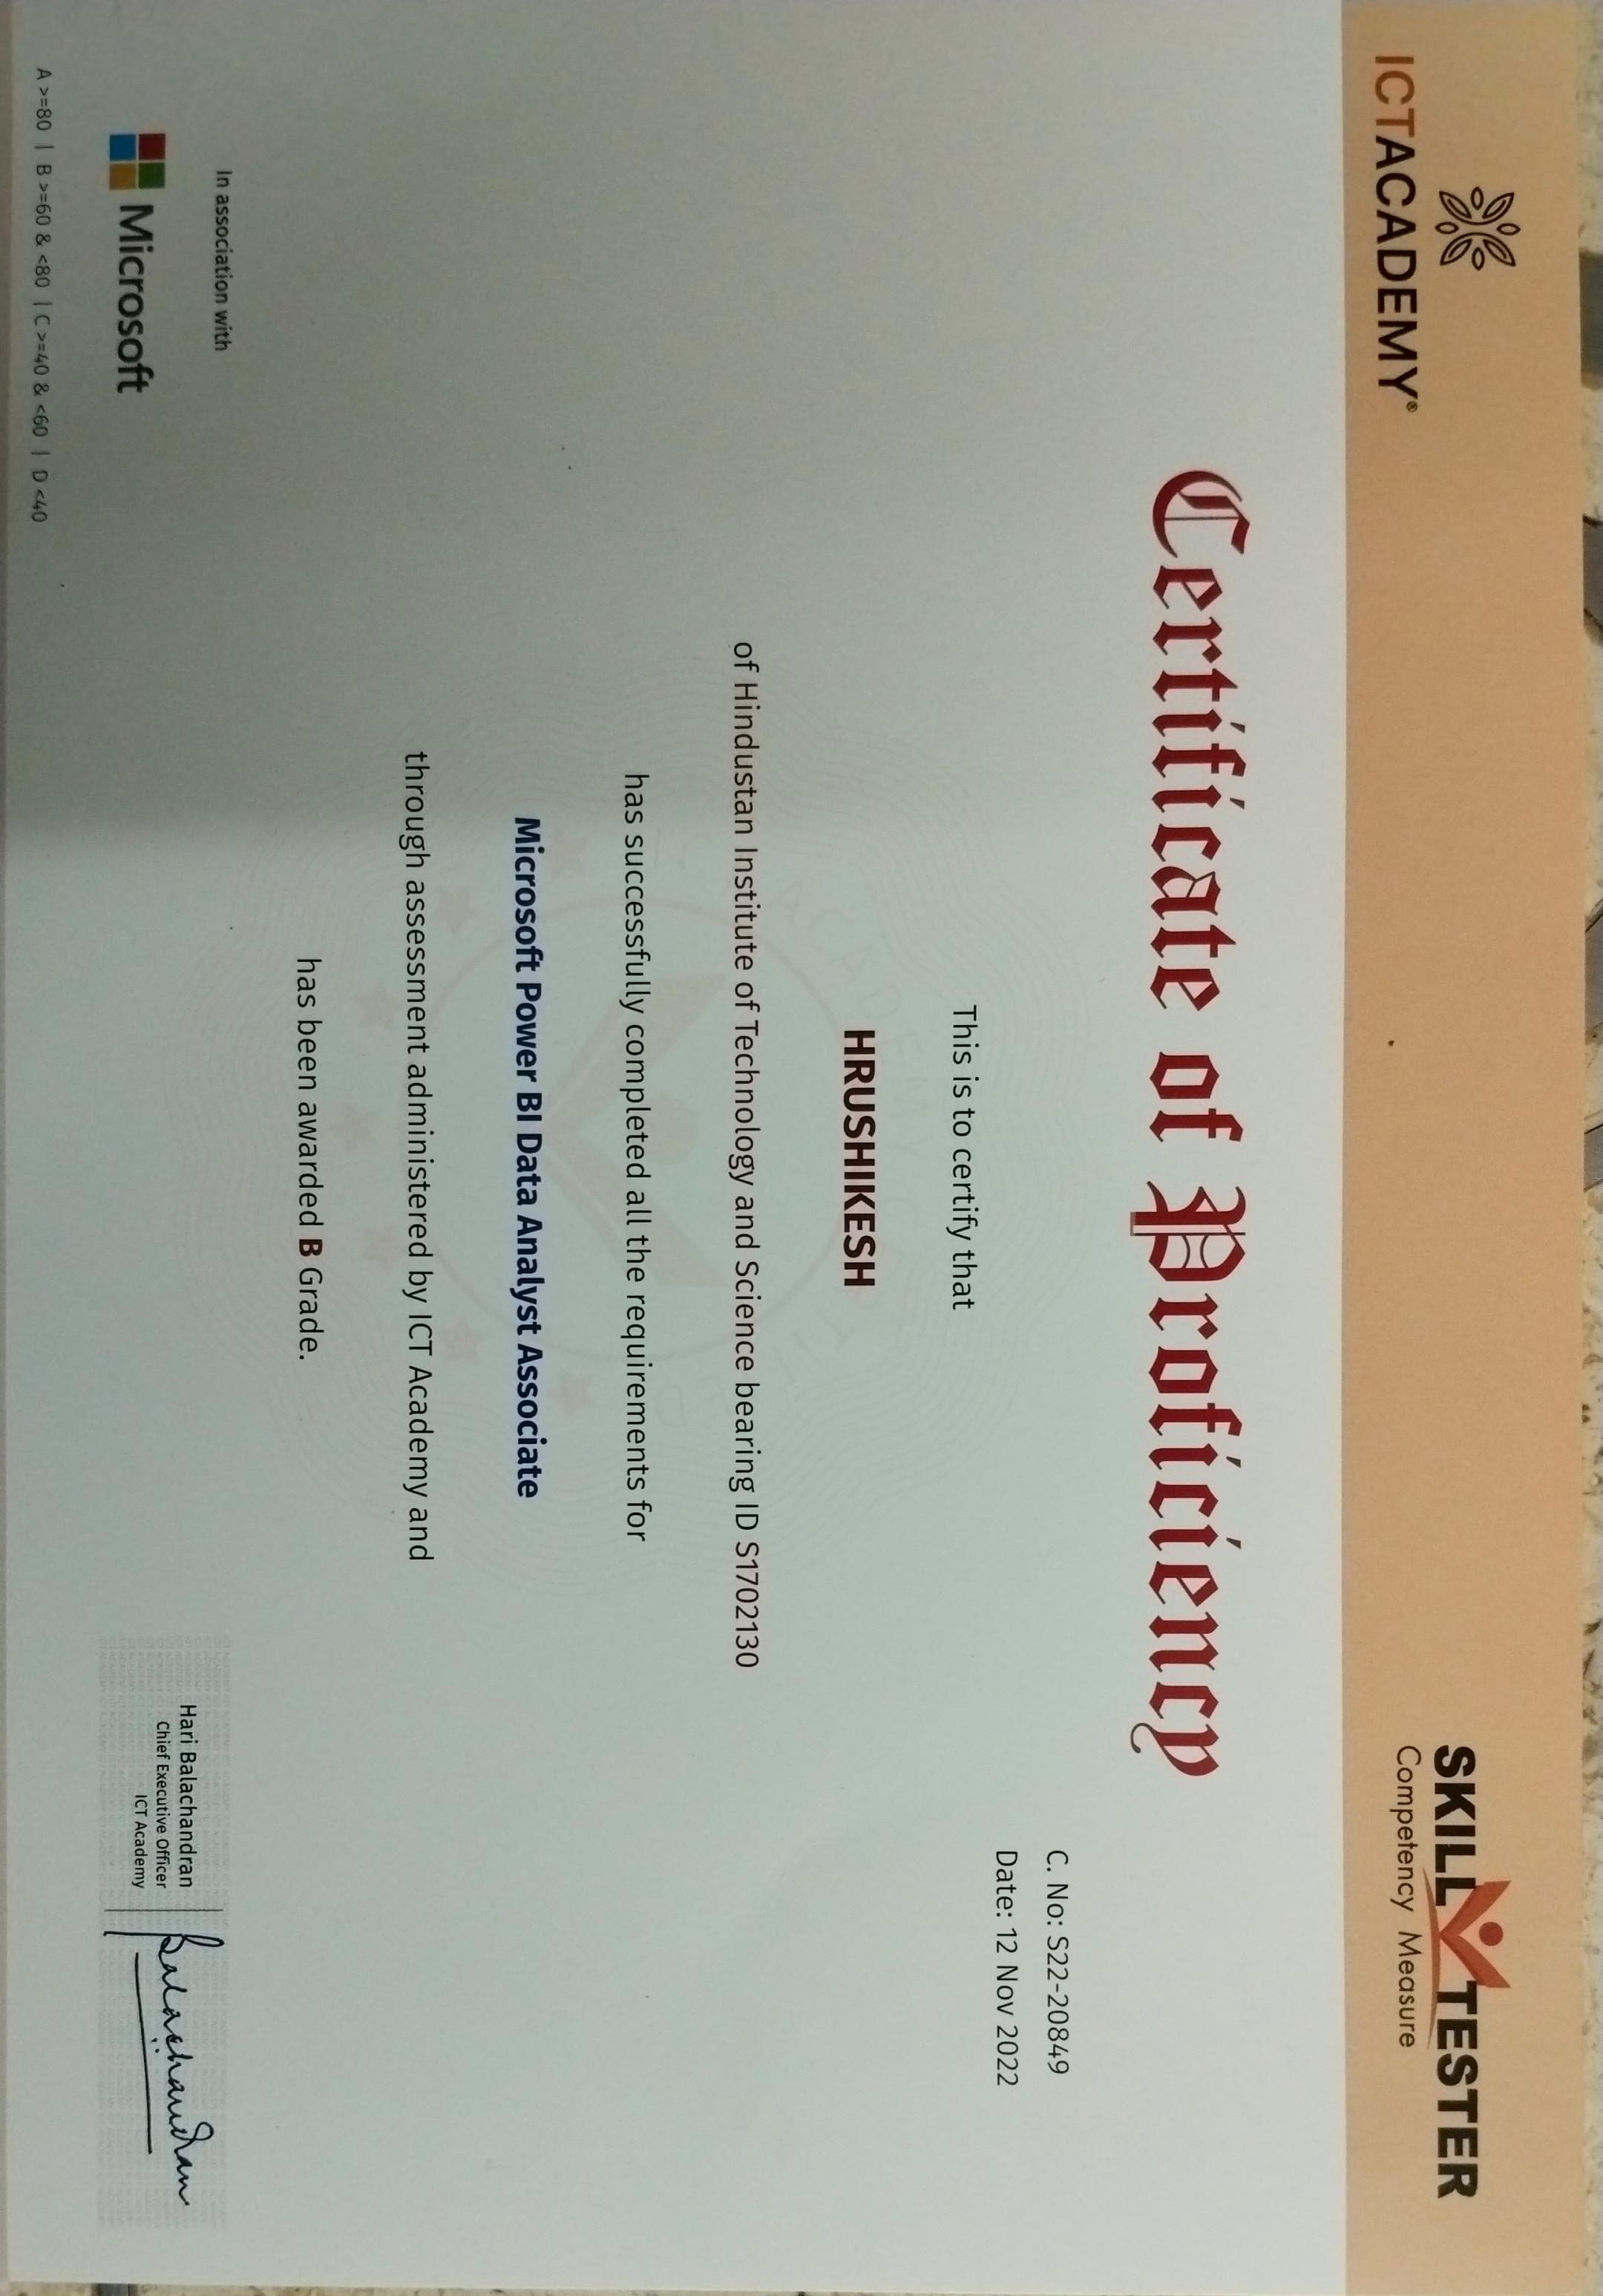 ICTACADEMY®
SKILL TESTER
Competency Measure
Certificate of Proficiency
C. No: S22-20849
Date: 12 Nov 2022
This is to certify that
HRUSHIKESH
of Hindustan Institute of Technology and Science bearing ID S1702130
has successfully completed all the requirements for
Microsoft Power BI Data Analyst Associate
through assessment administered by ICT Academy and
has been awarded B Grade.
In association with
Microsoft
Hari Balachandran
Chief Executive Officer
ICT Academy
Balachandran
A >=80 | B >=60 & <80 | C >=40 & <60 | D <40
ICT ACADEMY CERTIFIED